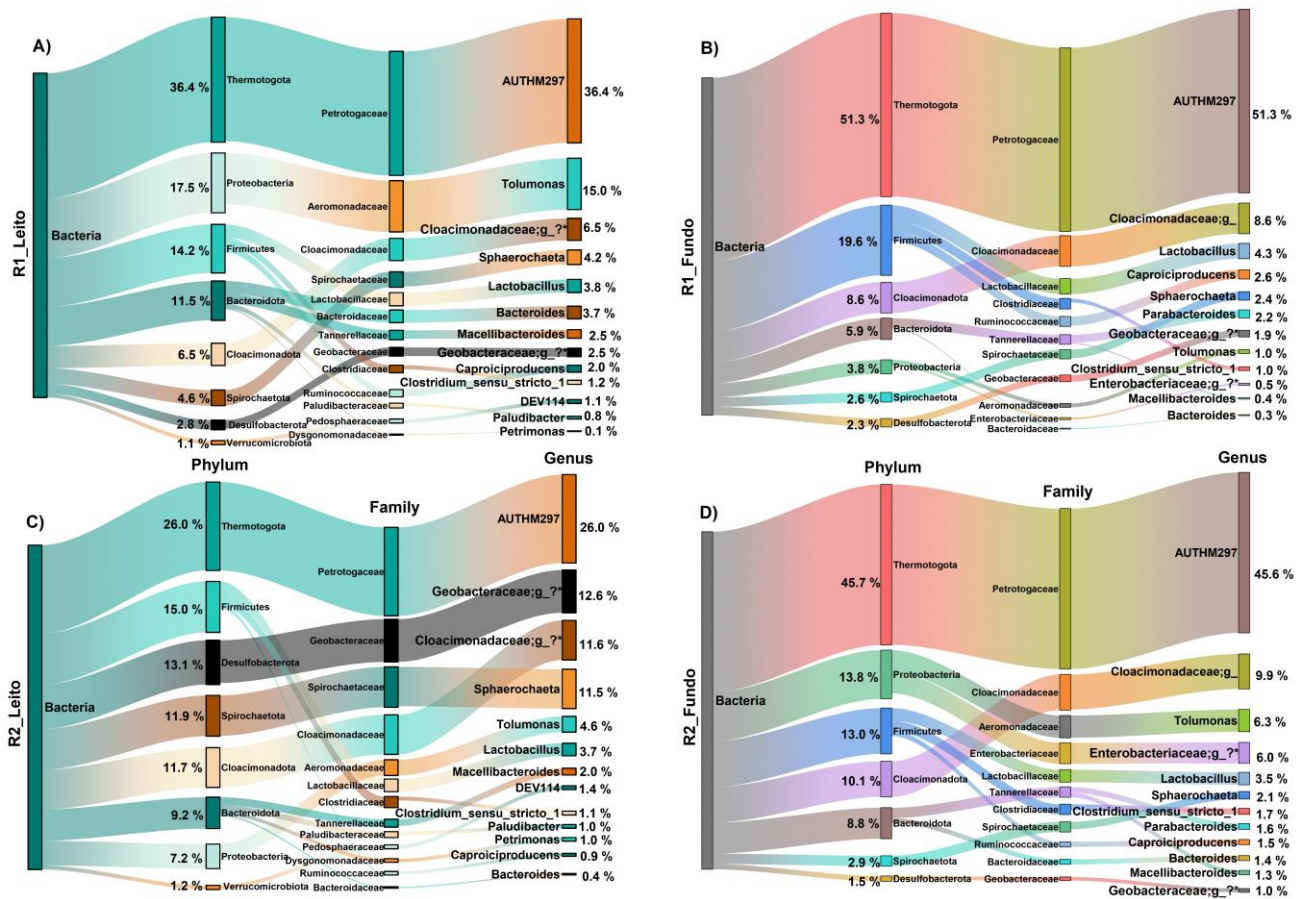 A)
R1_Leito
Bacteria
36.4 %
Thermotogota
17.5 %
Proteobacteria
14.2 %
Firmicutes
11.5 %
Bacteroidota
6.5 %
Cloacimonadota
4.6 %
Spirochaetota
2.8 %
Desulfobacterota
1.1 %
Verrucomicrobiota
Petrotogaceae
Aeromonadaceae
Cloacimonadaceae
Spirochaetaceae
Lactobacillaceae
Bacteroidaceae
Tannerellaceae
Geobacteraceae
Clostridiaceae
Ruminococcaceae
Paludibacteraceae
Pedosphaeraceae
Dysgonomonadaceae
AUTHM297
36.4 %
Tolumonas
15.0 %
Cloacimonadaceae;g_?*
6.5 %
Sphaerochaeta
4.2 %
Lactobacillus
3.8 %
Bacteroides
3.7 %
Macellibacteroides
2.5 %
Geobacteraceae;g_?*
2.5 %
Caproiciproducens
2.0 %
Clostridium_sensu_stricto_1
1.2 %
DEV114
1.1 %
Paludibacter
0.8 %
Petrimonas
0.1 %
B)
R1_Fundo
Bacteria
51.3 %
Thermotogota
19.6 %
Firmicutes
8.6 %
Cloacimonadota
5.9 %
Bacteroidota
3.8 %
Proteobacteria
2.6 %
Spirochaetota
2.3 %
Desulfobacterota
Petrotogaceae
Cloacimonadaceae
Lactobacillaceae
Clostridiaceae
Ruminococcaceae
Tannerellaceae
Spirochaetaceae
Geobacteraceae
Aeromonadaceae
Enterobacteriaceae
Bacteroidaceae
AUTHM297
51.3 %
Cloacimonadaceae;g_
8.6 %
Lactobacillus
4.3 %
Caproiciproducens
2.6 %
Sphaerochaeta
2.4 %
Parabacteroides
2.2 %
Geobacteraceae;g_?*
1.9 %
Tolumonas
1.0 %
Clostridium_sensu_stricto_1
1.0 %
Enterobacteriaceae;g_?*
0.5 %
Macellibacteroides
0.4 %
Bacteroides
0.3 %
C)
Phylum
Family
Genus
R2_Leito
Bacteria
26.0 %
Thermotogota
15.0 %
Firmicutes
13.1 %
Desulfobacterota
11.9 %
Spirochaetota
11.7 %
Cloacimonadota
9.2 %
Bacteroidota
7.2 %
Proteobacteria
1.2 %
Verrucomicrobiota
Petrotogaceae
Geobacteraceae
Spirochaetaceae
Cloacimonadaceae
Aeromonadaceae
Lactobacillaceae
Clostridiaceae
Tannerellaceae
Paludibacteraceae
Pedosphaeraceae
Dysgonomonadaceae
Ruminococcaceae
Bacteroidaceae
AUTHM297
26.0 %
Geobacteraceae;g_?*
12.6 %
Cloacimonadaceae;g_?*
11.6 %
Sphaerochaeta
11.5 %
Tolumonas
4.6 %
Lactobacillus
3.7 %
Macellibacteroides
2.0 %
DEV114
1.4 %
Clostridium_sensu_stricto_1
1.1 %
Paludibacter
1.0 %
Petrimonas
1.0 %
Caproiciproducens
0.9 %
Bacteroides
0.4 %
D)
Phylum
Family
Genus
R2_Fundo
Bacteria
45.7 %
Thermotogota
13.8 %
Proteobacteria
13.0 %
Firmicutes
10.1 %
Cloacimonadota
8.8 %
Bacteroidota
2.9 %
Spirochaetota
1.5 %
Desulfobacterota
Petrotogaceae
Cloacimonadaceae
Aeromonadaceae
Enterobacteriaceae
Lactobacillaceae
Tannerellaceae
Clostridiaceae
Spirochaetaceae
Ruminococcaceae
Bacteroidaceae
Geobacteraceae
AUTHM297
45.6 %
Cloacimonadaceae;g_
9.9 %
Tolumonas
6.3 %
Enterobacteriaceae;g_?*
6.0 %
Lactobacillus
3.5 %
Sphaerochaeta
2.1 %
Clostridium_sensu_stricto_1
1.7 %
Parabacteroides
1.6 %
Caproiciproducens
1.5 %
Bacteroides
1.4 %
Macellibacteroides
1.3 %
Geobacteraceae;g_?*
1.0 %